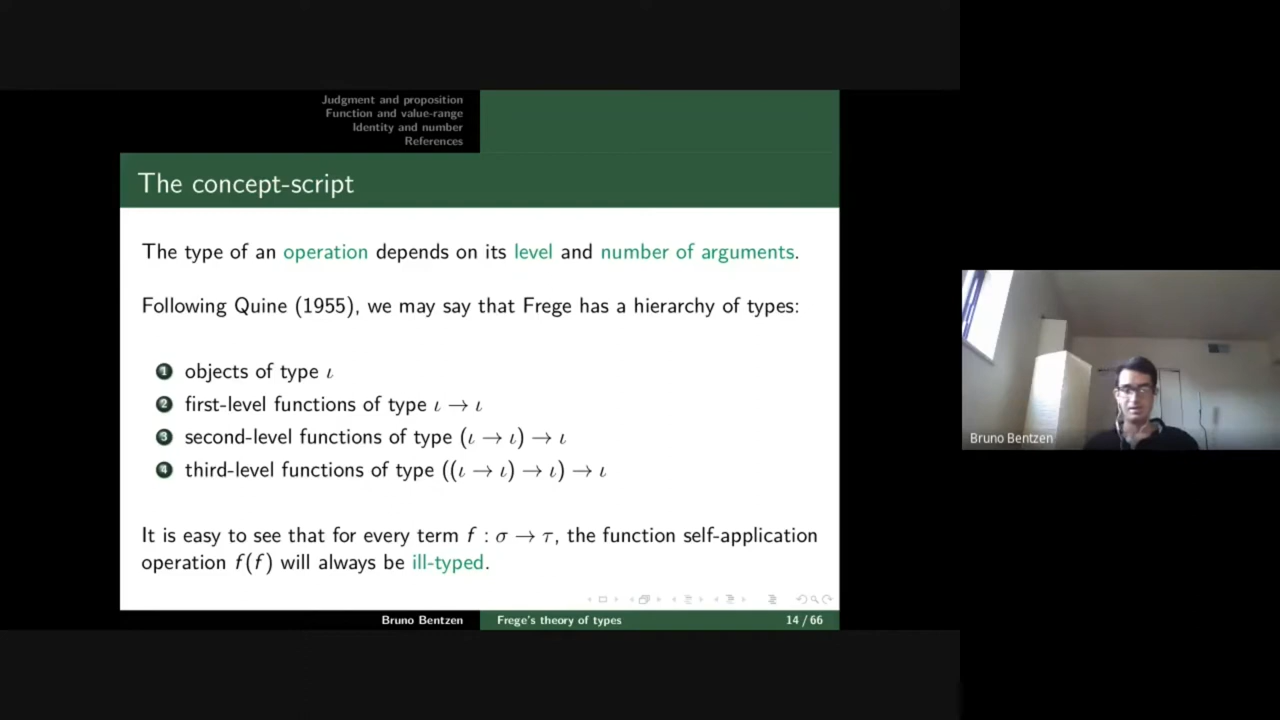 Judgment and proposition
Function and value-range
Identity and number
References
The concept-script
The type of an operation depends on its level and number of arguments.
Following Quine (1955), we may say that Frege has a hierarchy of types:
1 objects of type ι
2 first-level functions of type ι → ι
3 second-level functions of type (ι → ι) → ι
4 third-level functions of type ((ι → ι) → ι) → ι
It is easy to see that for every term f : σ → τ, the function self-application
operation f(f) will always be ill-typed.
Bruno Bentzen
Frege's theory of types
14 / 66
Bruno Bentzen